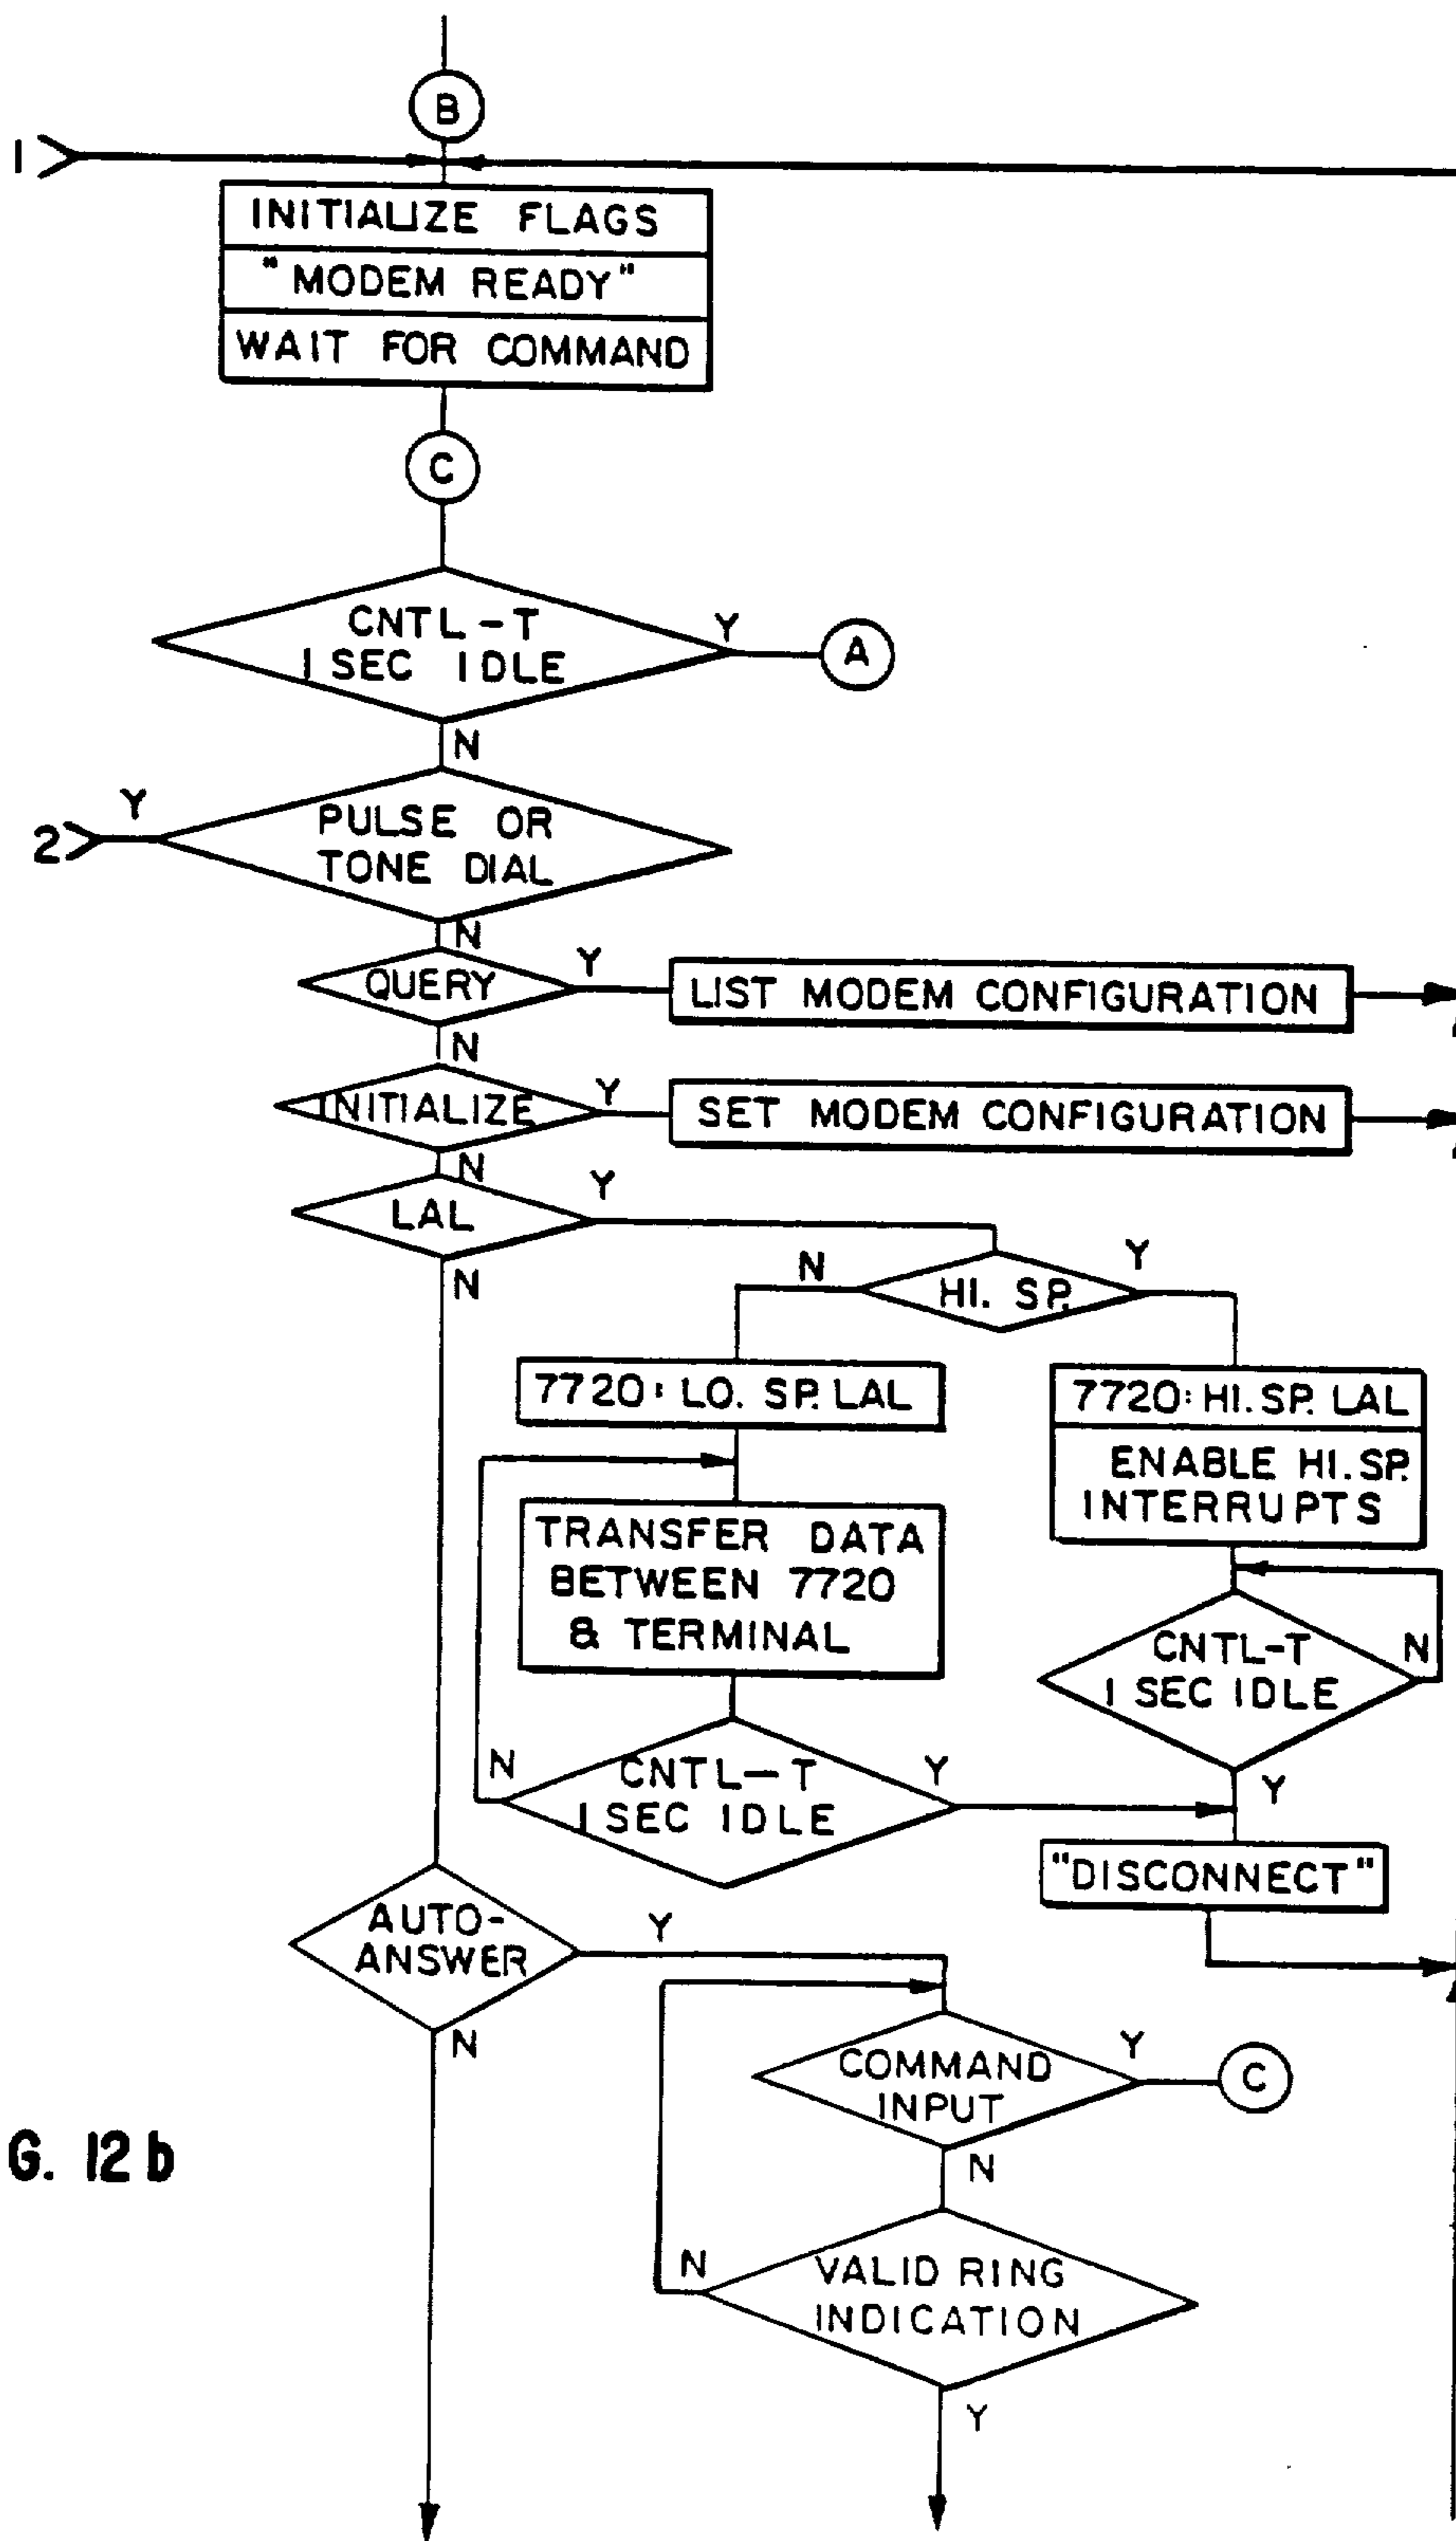 B
1
INITIALIZE FLAGS
"MODEM READY"
WAIT FOR COMMAND
C
CNTL-T
1 SEC IDLE
Y
A
N
Y
2
PULSE OR
TONE DIAL
N
QUERY
Y
LIST MODEM CONFIGURATION
N
INITIALIZE
Y
SET MODEM CONFIGURATION
N
LAL
Y
N
N
HI. SP.
Y
7720: LO. SP. LAL
7720: HI. SP. LAL
ENABLE HI. SP.
INTERRUPTS
TRANSFER DATA
BETWEEN 7720
& TERMINAL
CNTL-T
1 SEC IDLE
N
Y
N
CNTL-T
1 SEC IDLE
Y
"DISCONNECT"
AUTO-
ANSWER
Y
N
COMMAND
INPUT
Y
C
N
G. 12b
N
VALID RING
INDICATION
Y